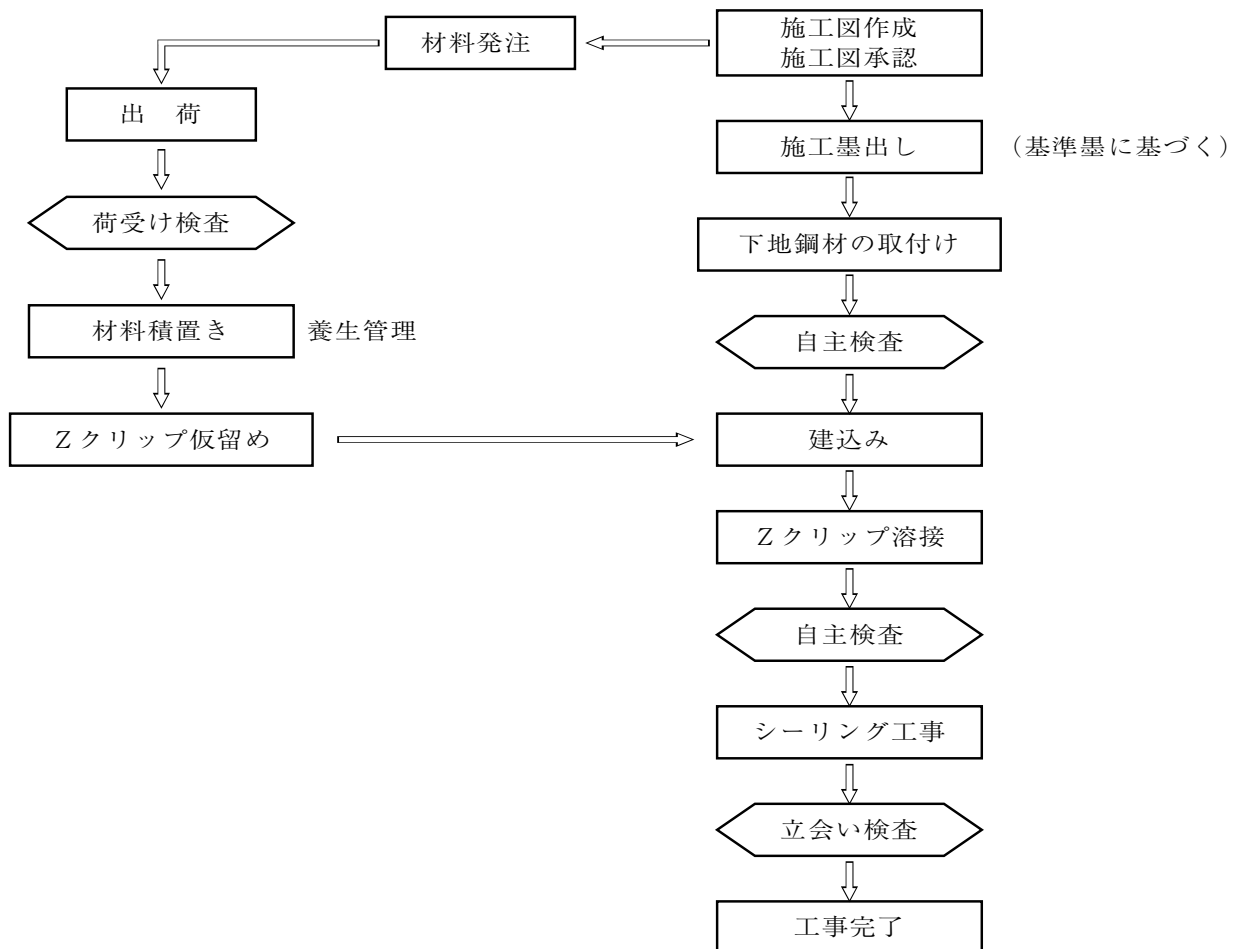 材料発注
施工図作成
施工図承認
出　荷
施工墨出し
（基準墨に基づく）
荷受け検査
下地鋼材の取付け
材料積置き
養生管理
自主検査
Ｚクリップ仮留め
建込み
Ｚクリップ溶接
自主検査
シーリング工事
立会い検査
工事完了